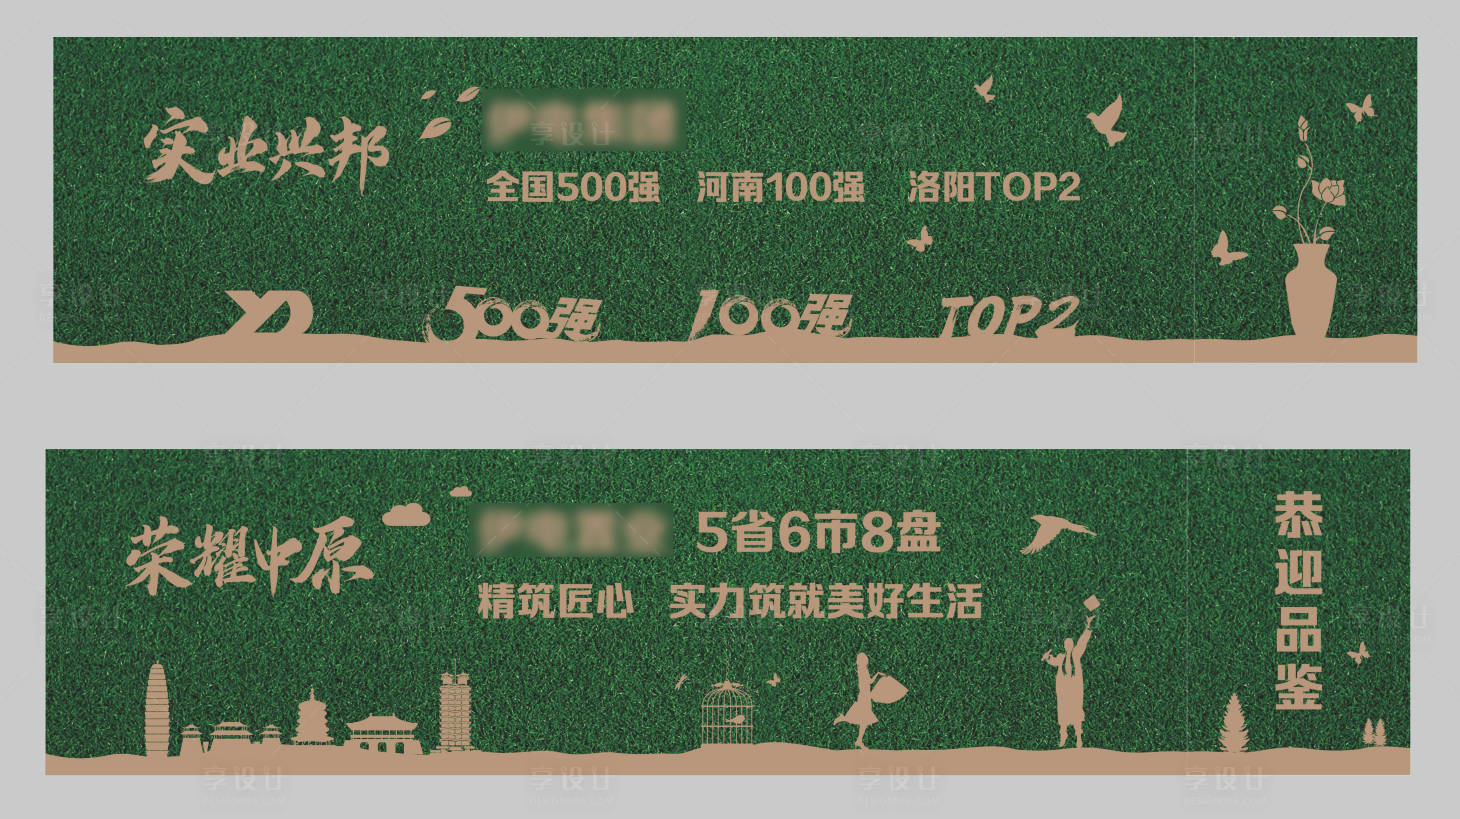 实业兴邦
全国500强 河南100强 洛阳TOP2
500强 100强 TOP2
荣耀中原
5省6市8盘
精筑匠心 实力筑就美好生活
恭迎品鉴
享设计